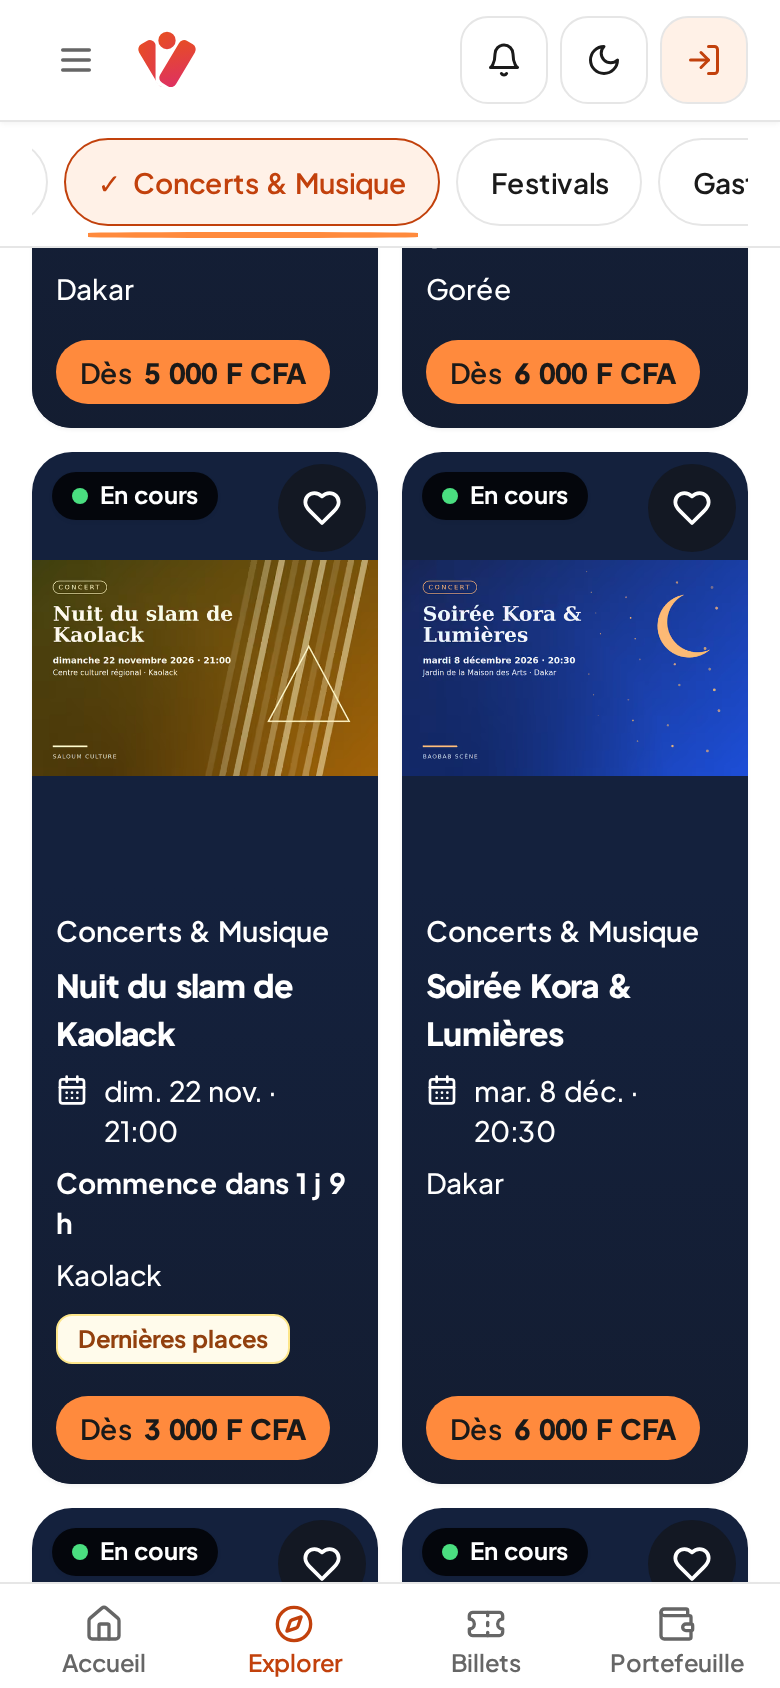 ✓ Concerts & Musique
Festivals
Dakar
Gorée
Dès 5 000 F CFA
Dès 6 000 F CFA
En cours
CONCERT
Nuit du slam de
Kaolack
dimanche 22 novembre 2026 · 21:00
Centre culturel régional · Kaolack
SALOUM CULTURE
Concerts & Musique
Nuit du slam de
Kaolack
dim. 22 nov. ·
21:00
Commence dans 1 j 9
h
Kaolack
Dernières places
Dès 3 000 F CFA
En cours
CONCERT
Soirée Kora &
Lumières
mardi 8 décembre 2026 · 20:30
Jardin de la Maison des Arts · Dakar
BAOBAB SCÈNE
Concerts & Musique
Soirée Kora &
Lumières
mar. 8 déc. ·
20:30
Dakar
Dès 6 000 F CFA
En cours
En cours
Accueil
Explorer
Billets
Portefeuille